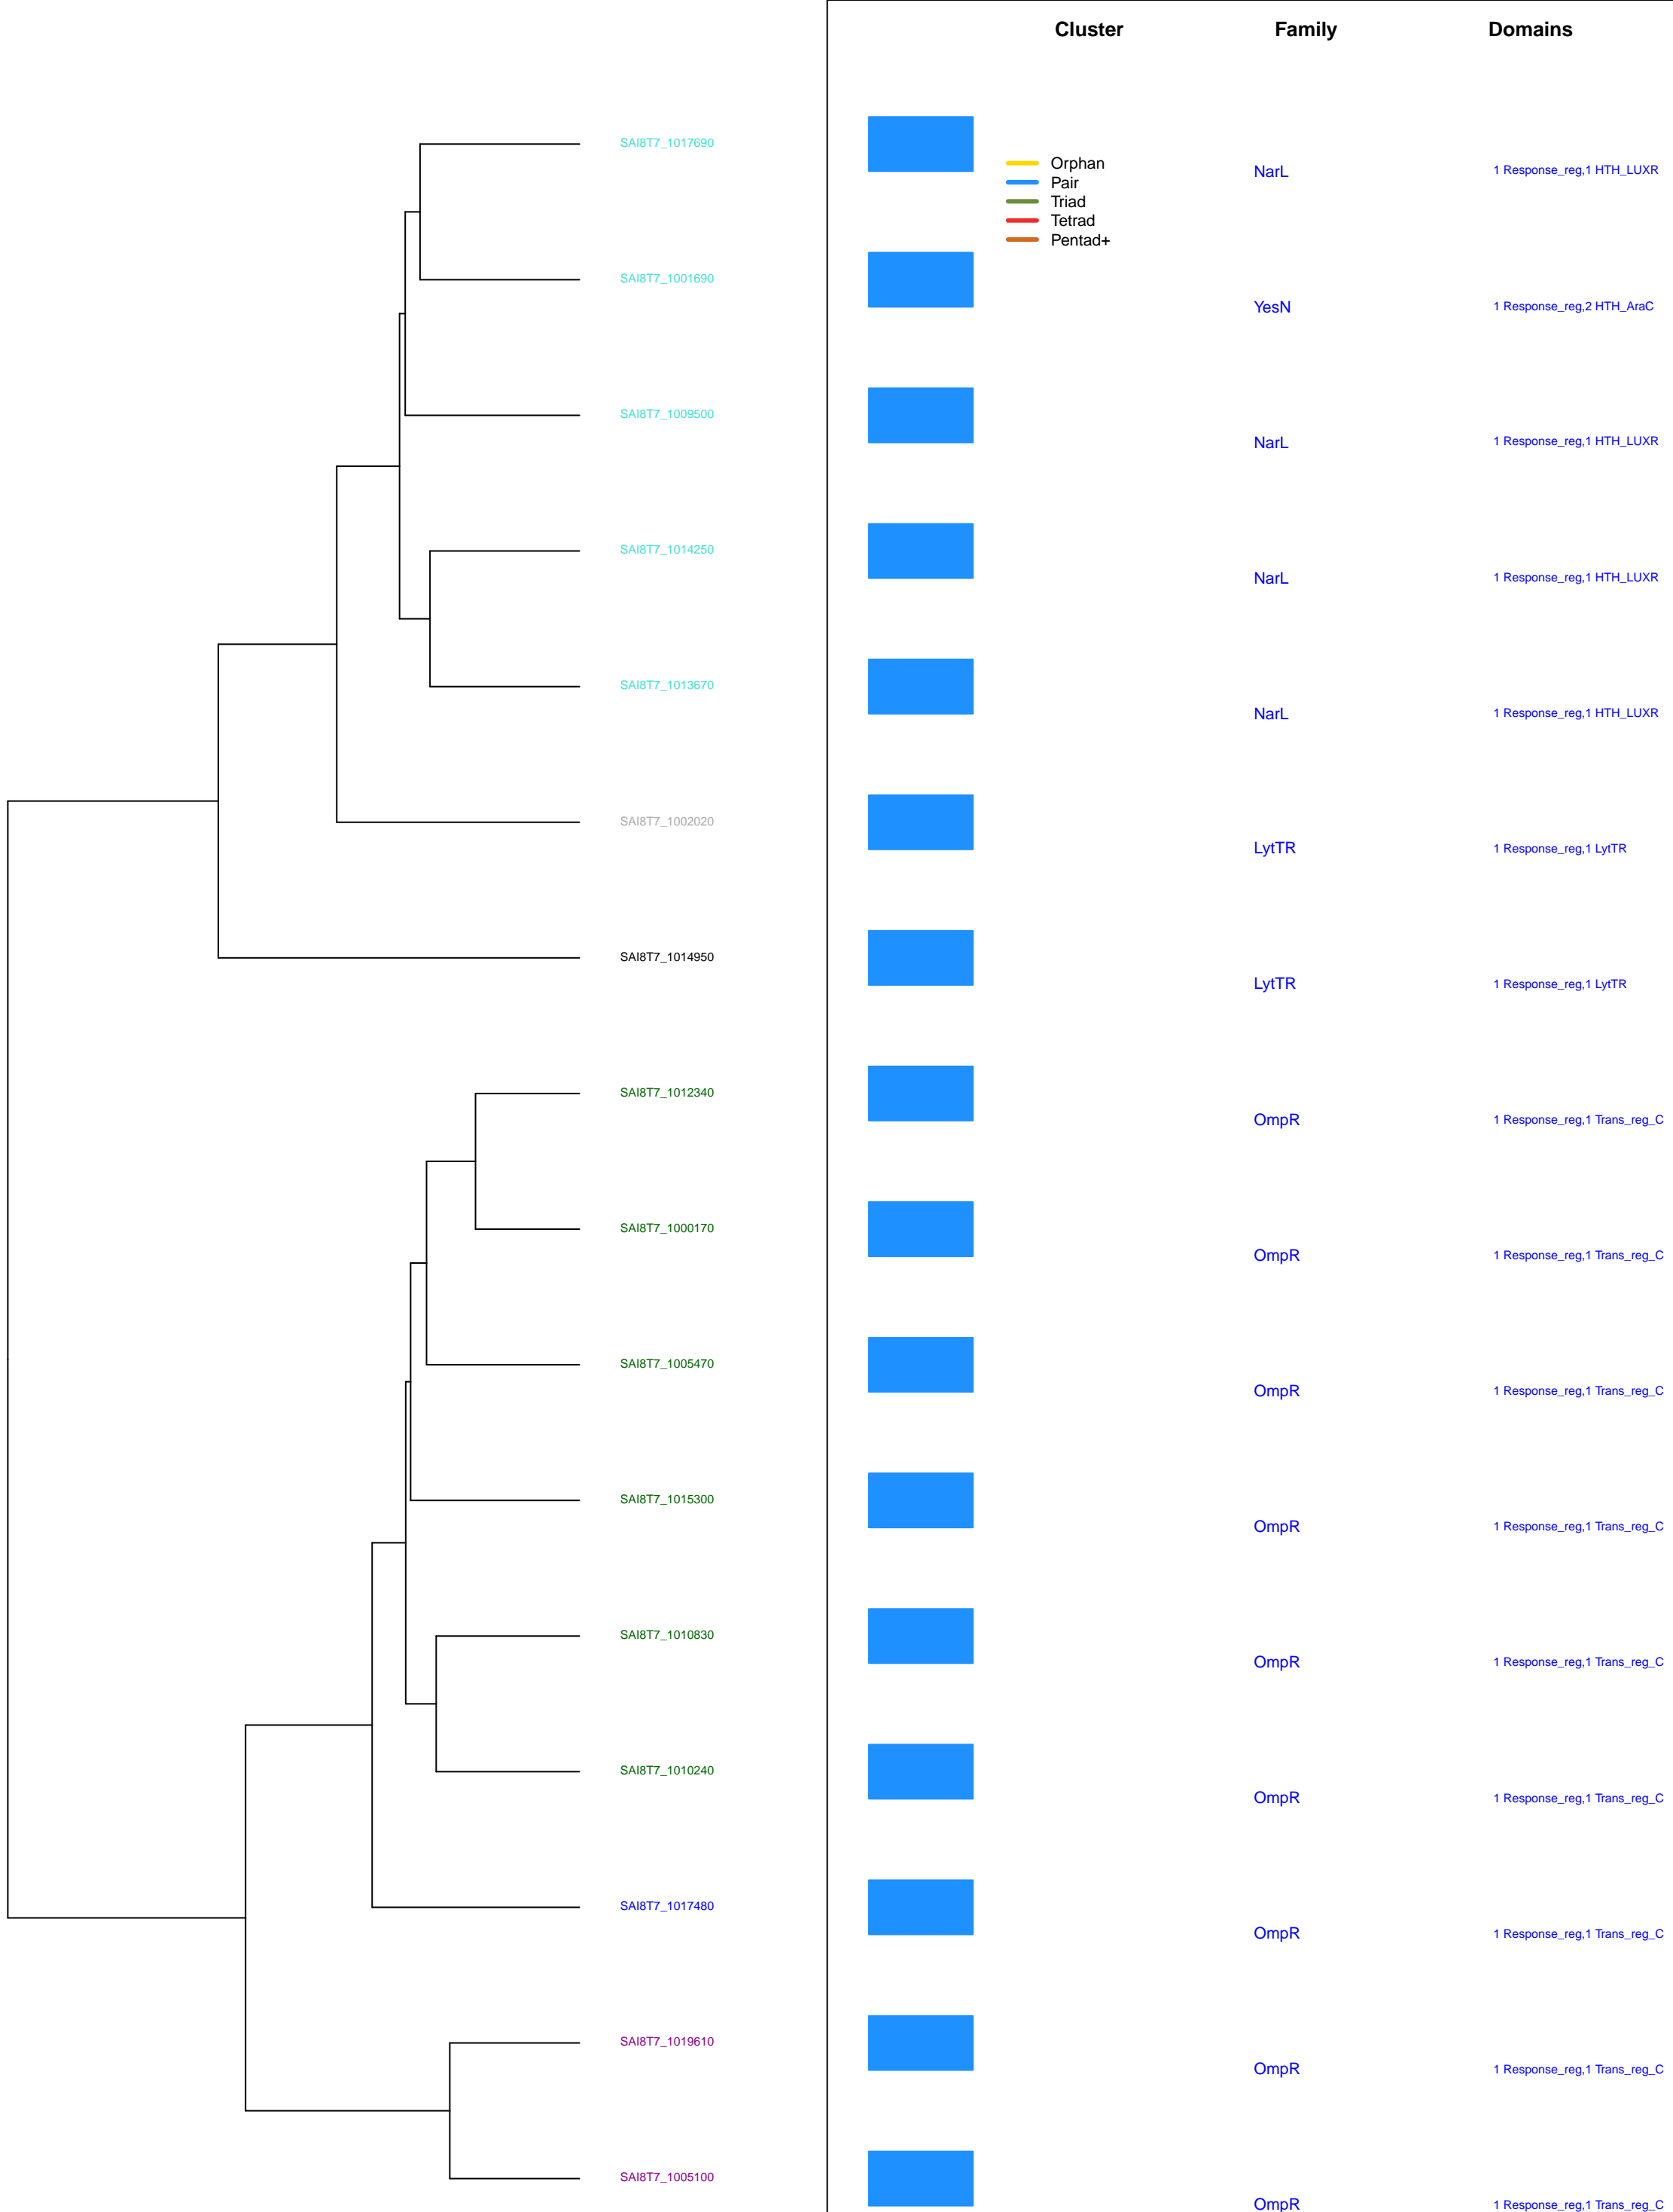 Cluster Family Domains
SAI8T7_1017690
Orphan
Pair
Triad
Tetrad
Pentad+
NarL 1 Response_reg,1 HTH_LUXR
SAI8T7_1001690
YesN 1 Response_reg,2 HTH_AraC
SAI8T7_1009500
NarL 1 Response_reg,1 HTH_LUXR
SAI8T7_1014250
NarL 1 Response_reg,1 HTH_LUXR
SAI8T7_1013670
NarL 1 Response_reg,1 HTH_LUXR
SAI8T7_1002020
LytTR 1 Response_reg,1 LytTR
SAI8T7_1014950
LytTR 1 Response_reg,1 LytTR
SAI8T7_1012340
OmpR 1 Response_reg,1 Trans_reg_C
SAI8T7_1000170
OmpR 1 Response_reg,1 Trans_reg_C
SAI8T7_1005470
OmpR 1 Response_reg,1 Trans_reg_C
SAI8T7_1015300
OmpR 1 Response_reg,1 Trans_reg_C
SAI8T7_1010830
OmpR 1 Response_reg,1 Trans_reg_C
SAI8T7_1010240
OmpR 1 Response_reg,1 Trans_reg_C
SAI8T7_1017480
OmpR 1 Response_reg,1 Trans_reg_C
SAI8T7_1019610
OmpR 1 Response_reg,1 Trans_reg_C
SAI8T7_1005100
OmpR 1 Response_reg,1 Trans_reg_C